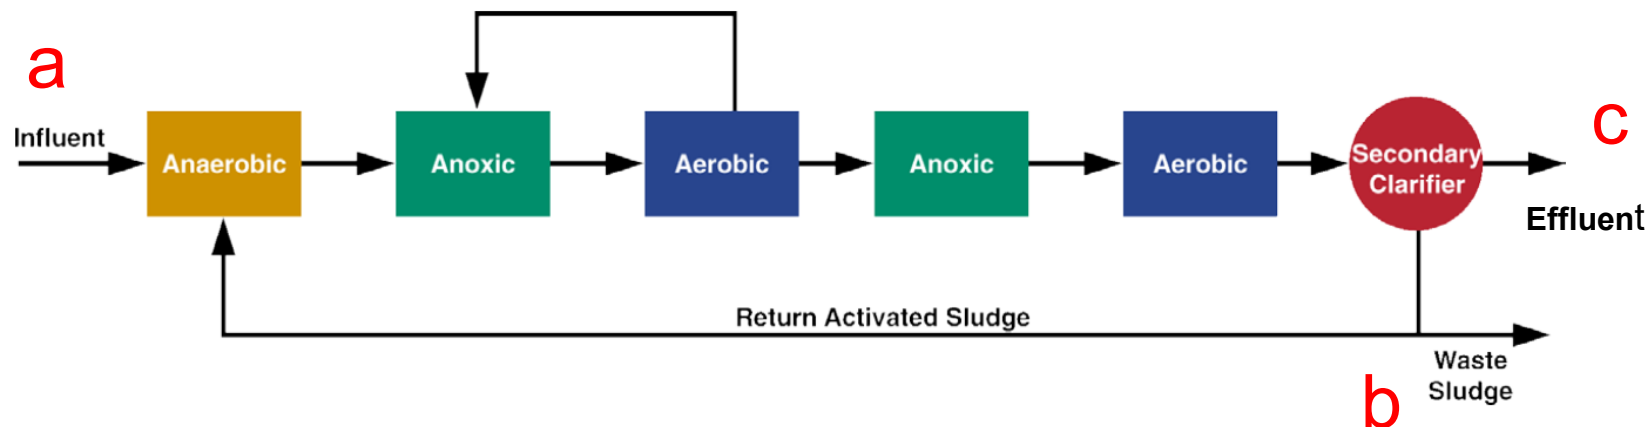 a
Influent
Anaerobic
Anoxic
Aerobic
Anoxic
Aerobic
Secondary
Clarifier
c
Effluent
Return Activated Sludge
Waste
Sludge
b